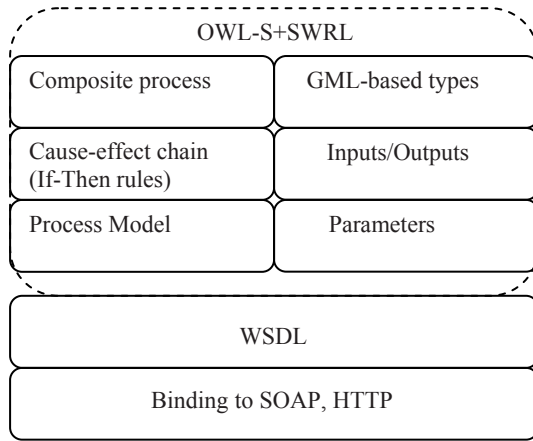 OWL-S+SWRL
Composite process
GML-based types
Cause-effect chain
(If-Then rules)
Inputs/Outputs
Process Model
Parameters
WSDL
Binding to SOAP, HTTP